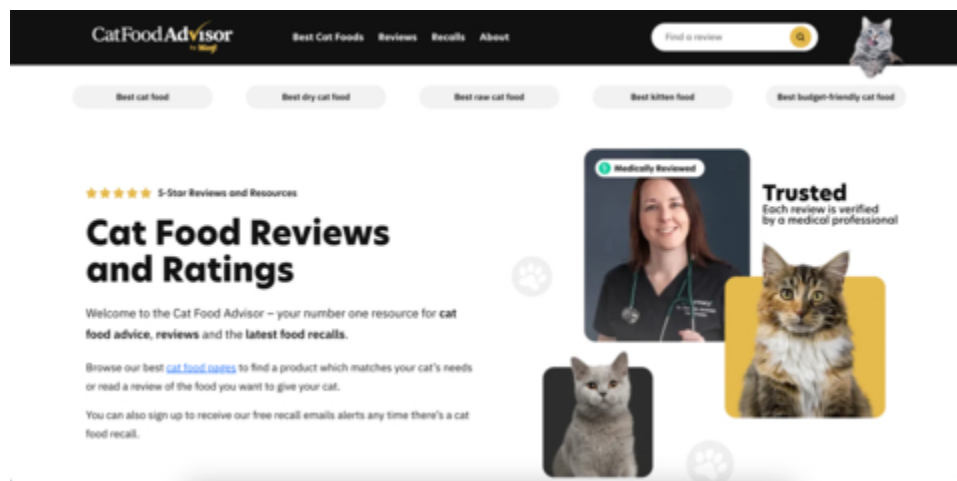 CatFoodAdvisor
by Wag!
Best Cat Foods
Reviews
Recalls
About
Find a review
Best cat food
Best dry cat food
Best raw cat food
Best kitten food
Best budget-friendly cat food
5-Star Reviews and Resources
Cat Food Reviews
and Ratings
Welcome to the Cat Food Advisor – your number one resource for cat
food advice, reviews and the latest food recalls.
Browse our best cat food pages to find a product which matches your cat's needs
or read a review of the food you want to give your cat.
You can also sign up to receive our free recall emails alerts any time there's a cat
food recall.
Medically Reviewed
Trusted
Each review is verified
by a medical professional